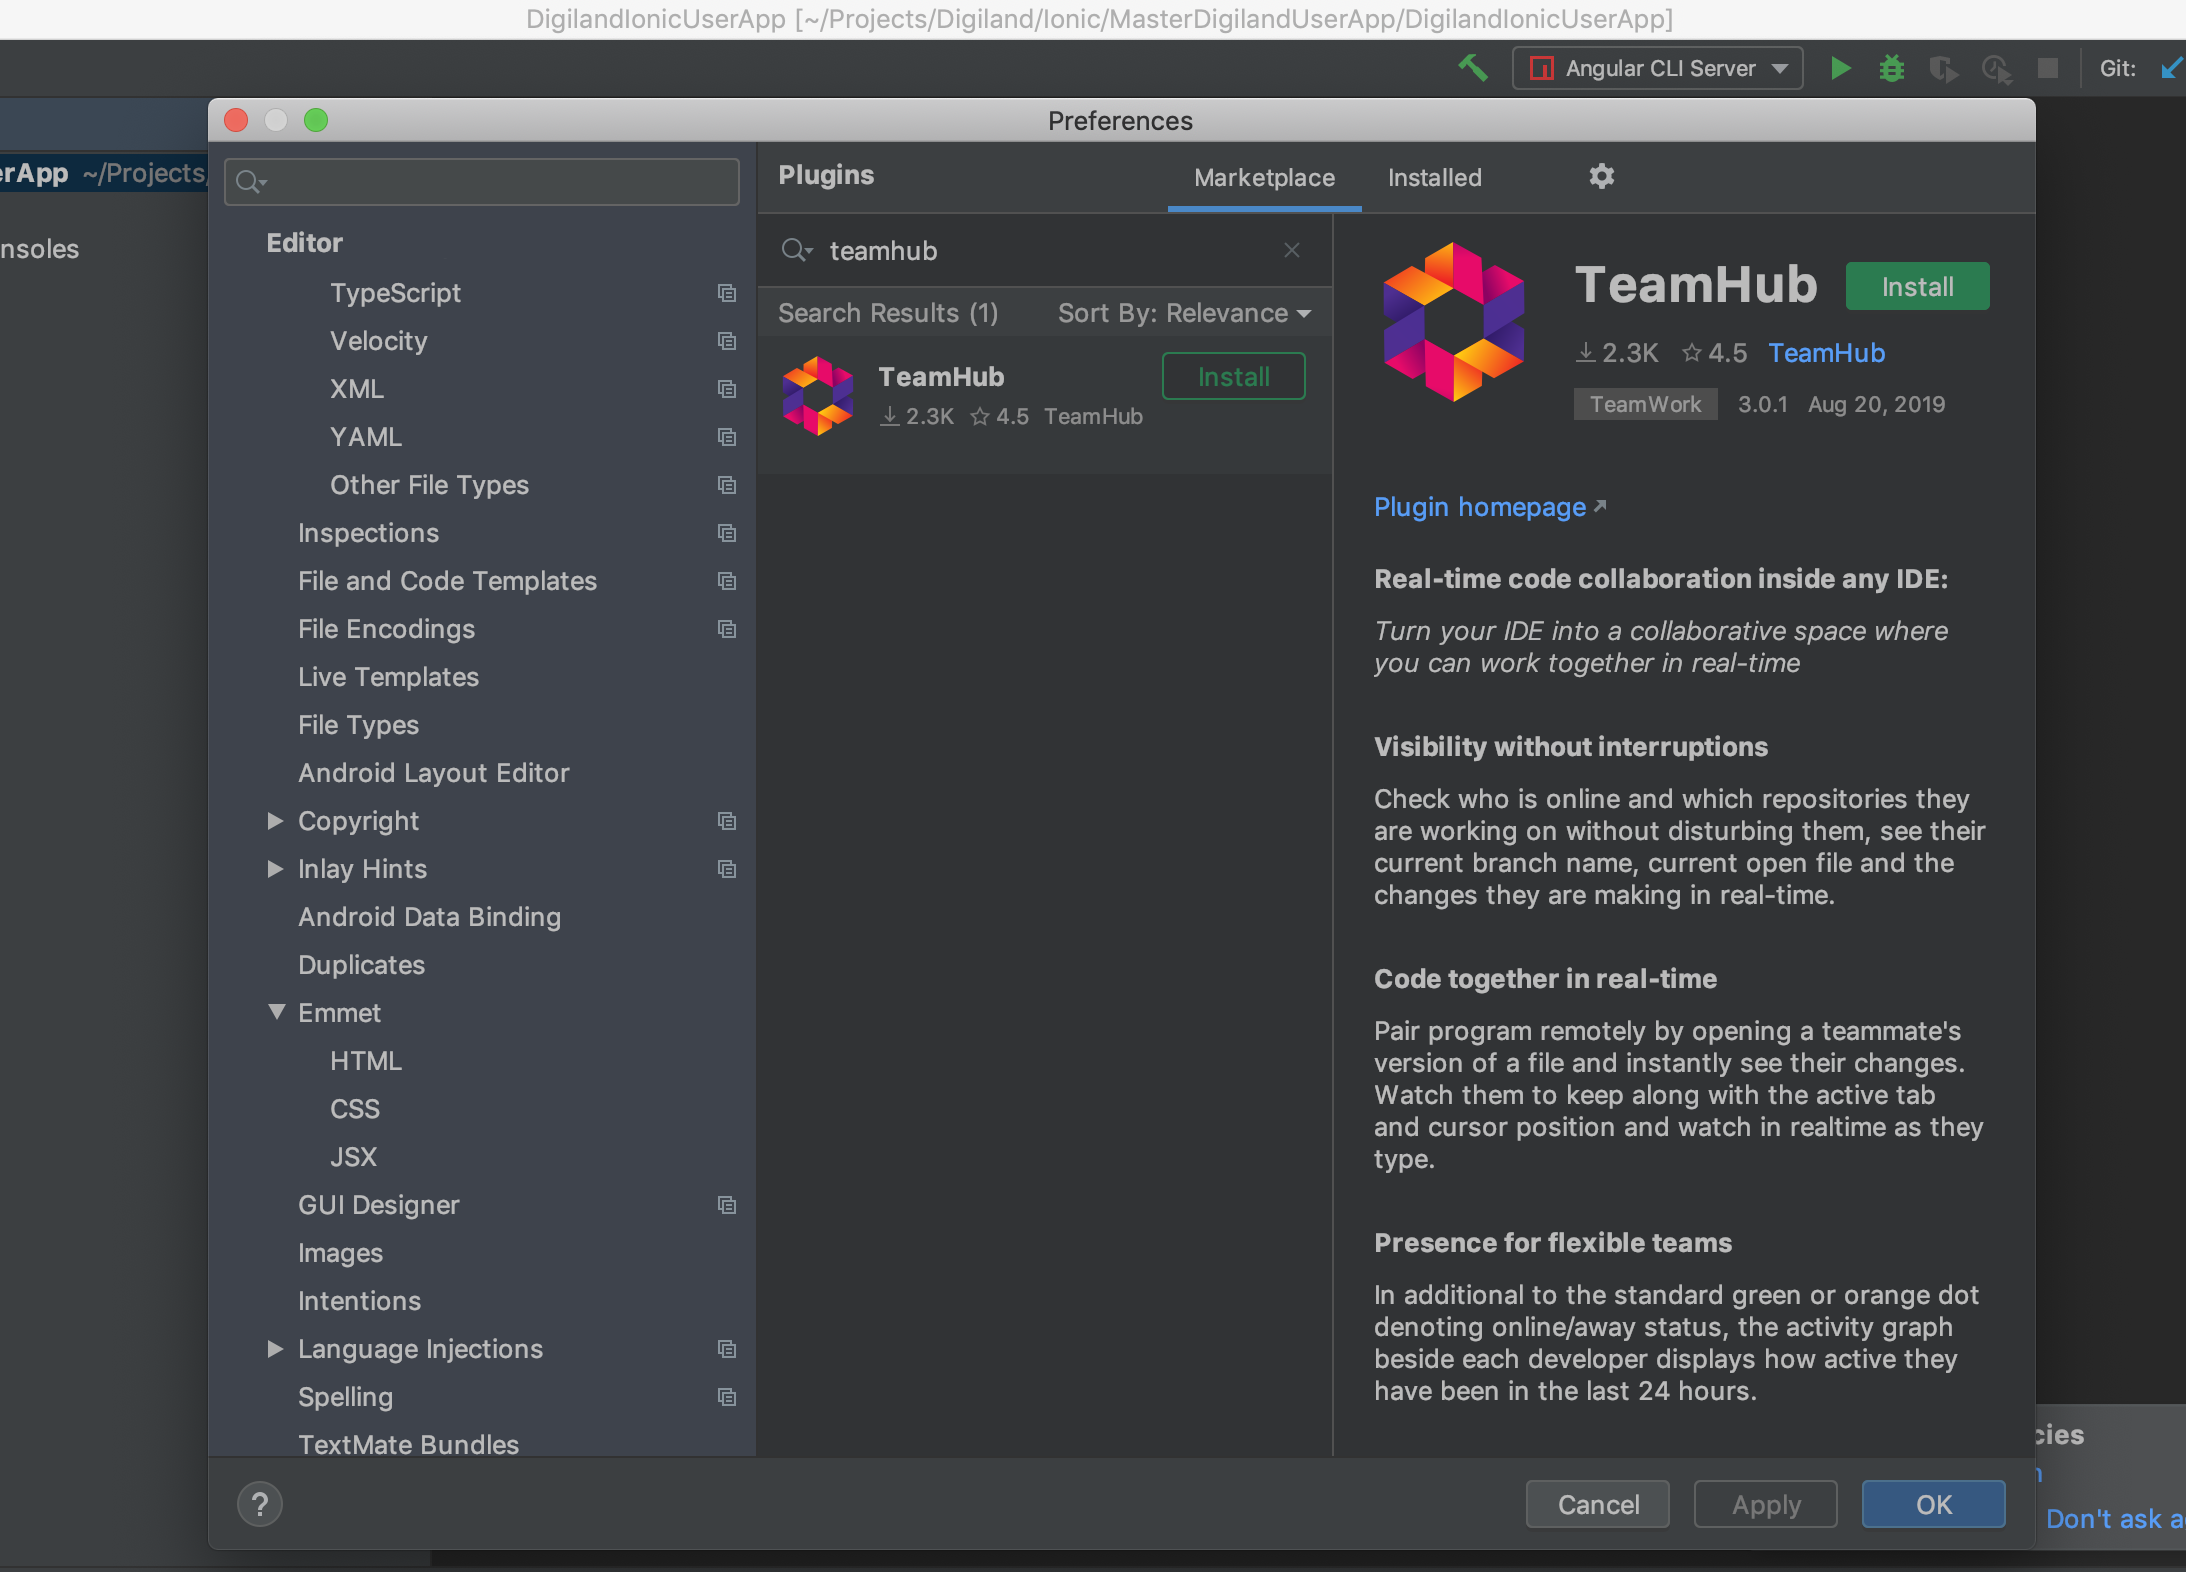 DigilandIonicUserApp [~/Projects/Digiland/Ionic/MasterDigilandUserApp/DigilandIonicUserApp]
Angular CLI Server
Git:
Preferences
erApp ~/Projects/
nsoles
Editor
TypeScript
Velocity
XML
YAML
Other File Types
Inspections
File and Code Templates
File Encodings
Live Templates
File Types
Android Layout Editor
Copyright
Inlay Hints
Android Data Binding
Duplicates
Emmet
HTML
CSS
JSX
GUI Designer
Images
Intentions
Language Injections
Spelling
TextMate Bundles
Plugins
Marketplace
Installed
teamhub
Search Results (1)
Sort By: Relevance
TeamHub
Install
2.3K 4.5 TeamHub
TeamHub
Install
2.3K 4.5 TeamHub
TeamWork 3.0.1 Aug 20, 2019
Plugin homepage
Real-time code collaboration inside any IDE:
Turn your IDE into a collaborative space where
you can work together in real-time
Visibility without interruptions
Check who is online and which repositories they
are working on without disturbing them, see their
current branch name, current open file and the
changes they are making in real-time.
Code together in real-time
Pair program remotely by opening a teammate's
version of a file and instantly see their changes.
Watch them to keep along with the active tab
and cursor position and watch in realtime as they
type.
Presence for flexible teams
In additional to the standard green or orange dot
denoting online/away status, the activity graph
beside each developer displays how active they
have been in the last 24 hours.
?
Cancel
Apply
OK
cies
Don't ask a